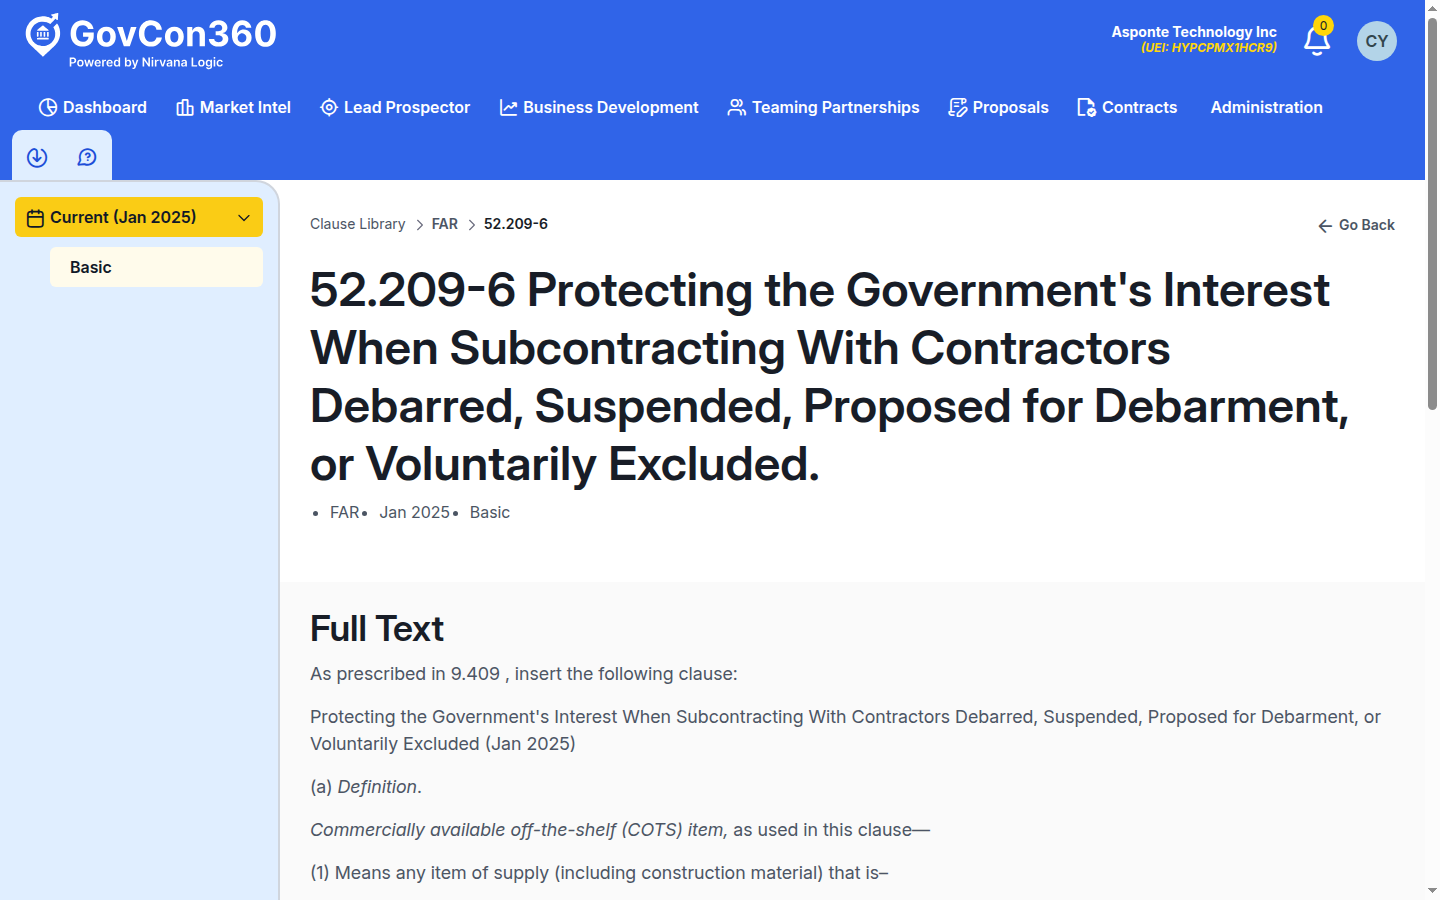 GovCon360
Powered by Nirvana Logic
Asponte Technology Inc
(UEI: HYPCPMX1HCR9)
0
CY
Dashboard
Market Intel
Lead Prospector
Business Development
Teaming Partnerships
Proposals
Contracts
Administration
Current (Jan 2025)
Basic
Clause Library > FAR > 52.209-6
Go Back
52.209-6 Protecting the Government's Interest
When Subcontracting With Contractors
Debarred, Suspended, Proposed for Debarment,
or Voluntarily Excluded.
• FAR • Jan 2025 • Basic
Full Text
As prescribed in 9.409 , insert the following clause:
Protecting the Government's Interest When Subcontracting With Contractors Debarred, Suspended, Proposed for Debarment, or
Voluntarily Excluded (Jan 2025)
(a) Definition.
Commercially available off-the-shelf (COTS) item, as used in this clause—
(1) Means any item of supply (including construction material) that is–